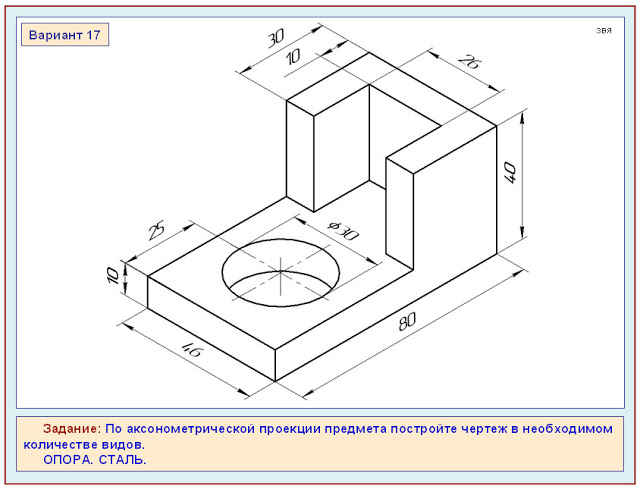 Вариант 17
звя
30
10
26
40
25
⌀30
10
46
80
Задание: По аксонометрической проекции предмета постройте чертеж в необходимом
количестве видов.
ОПОРА. СТАЛЬ.